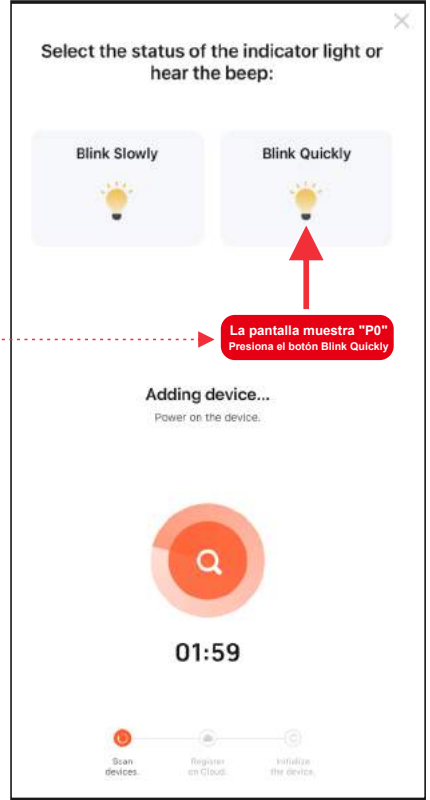 Select the status of the indicator light or
hear the beep:
Blink Slowly
Blink Quickly
La pantalla muestra "P0"
Presiona el botón Blink Quickly
Adding device...
Power on the device.
01:59
Scan
devices.
Register
on Cloud.
Initialize
the device.